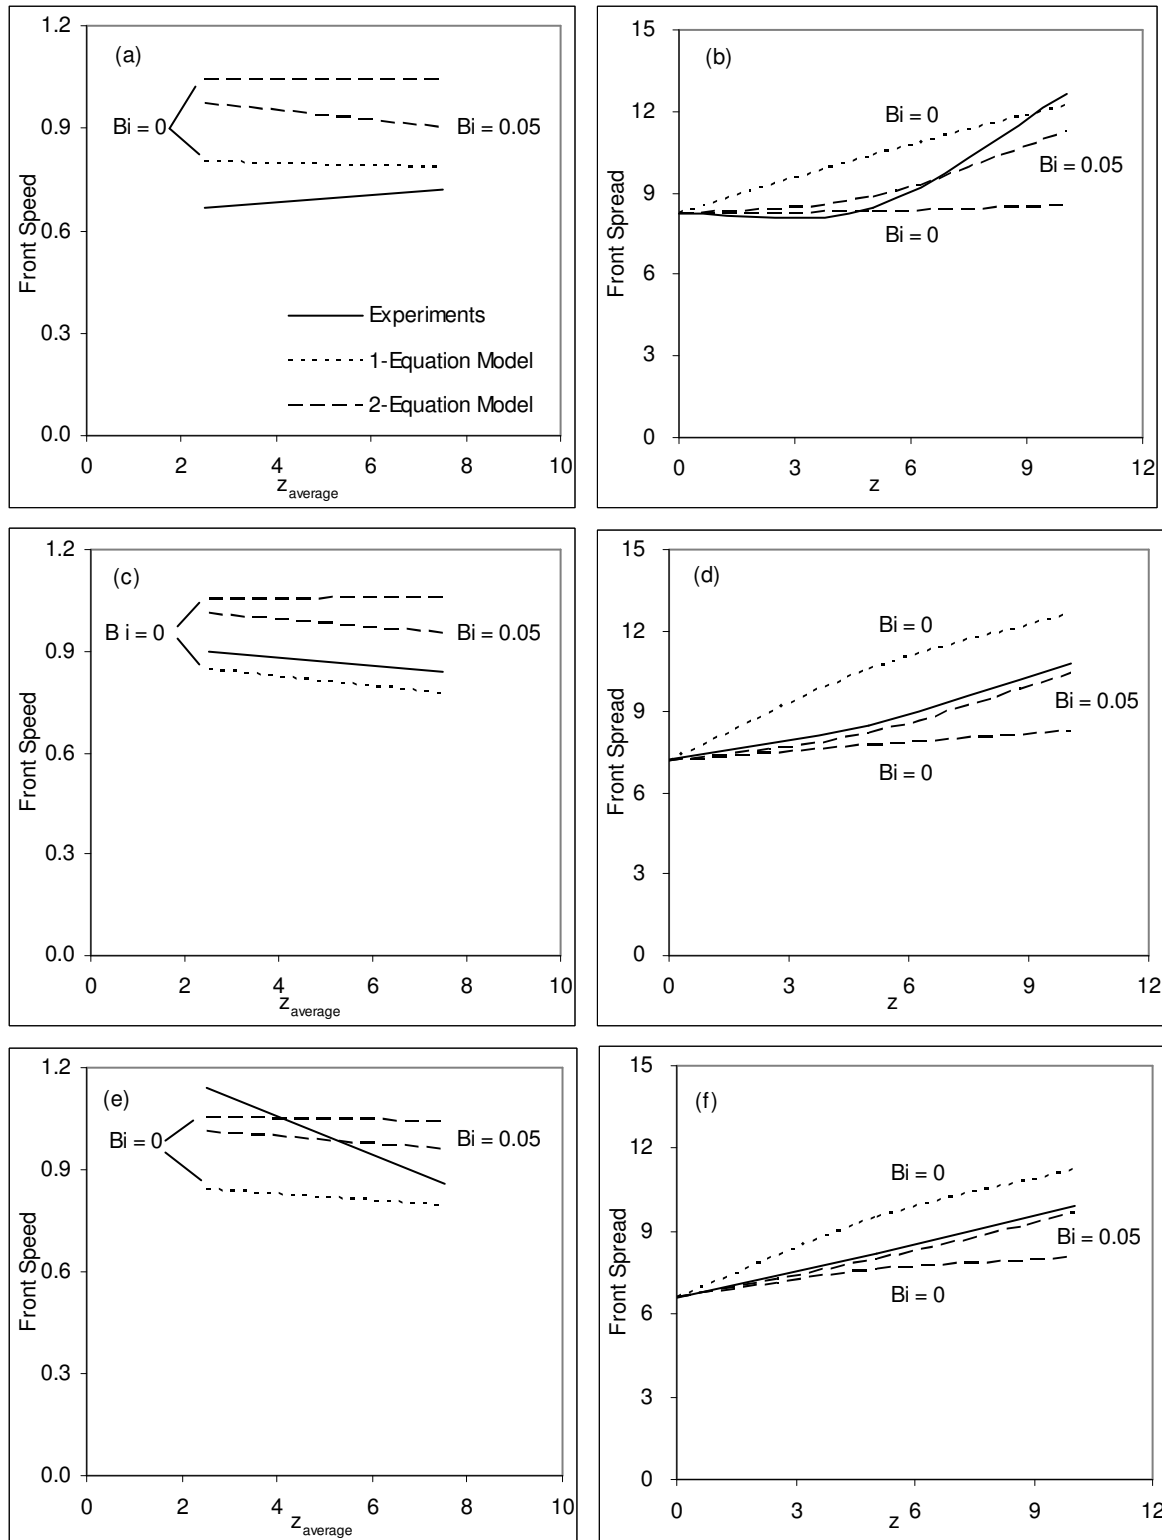 1.2
(a)
0.9
Bi = 0
Bi = 0.05
0.6
0.3
0.0
Front Speed
Experiments
1-Equation Model
2-Equation Model
0 2 4 6 8 10
z average
15
(b)
12
Bi = 0
Bi = 0.05
9
Bi = 0
6
3
0
Front Spread
0 3 6 9 12
z
1.2
(c)
B i = 0
Bi = 0.05
0.9
0.6
0.3
0.0
Front Speed
0 2 4 6 8 10
z average
15
(d)
12
Bi = 0
9
Bi = 0.05
Bi = 0
6
3
0
Front Spread
0 3 6 9 12
z
1.2
(e)
Bi = 0
Bi = 0.05
0.9
0.6
0.3
0.0
Front Speed
0 2 4 6 8 10
z average
15
(f)
12
Bi = 0
9
Bi = 0.05
Bi = 0
6
3
0
Front Spread
0 3 6 9 12
z